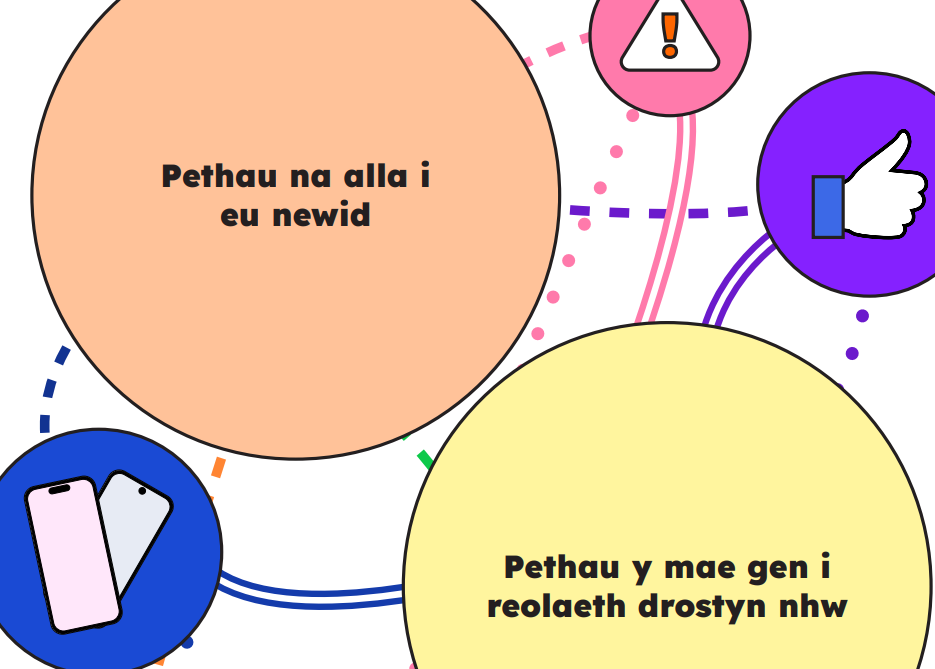 Pethau na alla i
eu newid
Pethau y mae gen i
reolaeth drostyn nhw